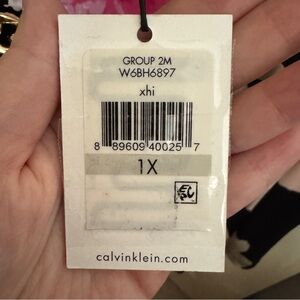 GROUP 2M
W6BH6897
xhi
8 89609 40025 7
1X
calvinklein.com